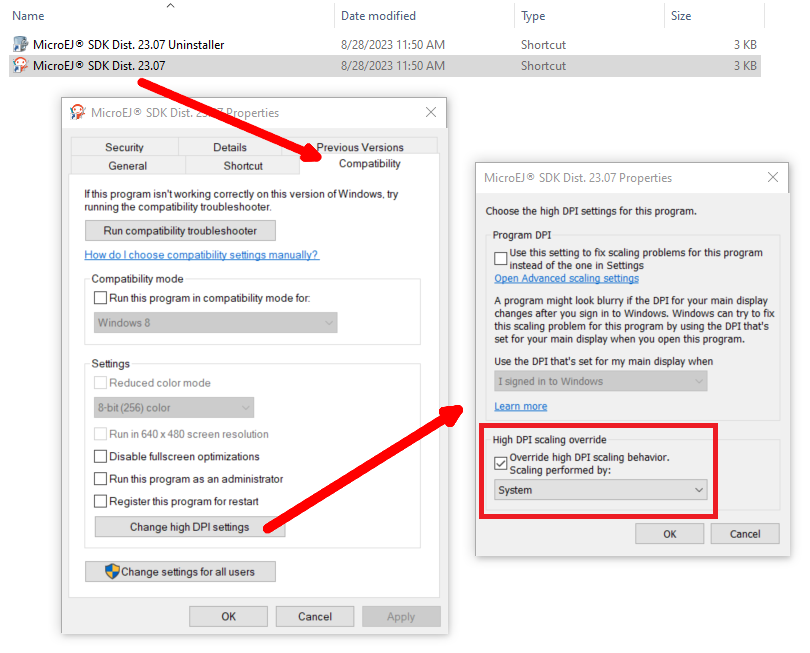 Name Date modified Type Size
MicroEJ® SDK Dist. 23.07 Uninstaller 8/28/2023 11:50 AM Shortcut 3 KB
MicroEJ® SDK Dist. 23.07 8/28/2023 11:50 AM Shortcut 3 KB
MicroEJ® SDK Dist. 23.07 Properties
Security Details Previous Versions
General Shortcut Compatibility
If this program isn't working correctly on this version of Windows, try
running the compatibility troubleshooter.
Run compatibility troubleshooter
How do I choose compatibility settings manually?
Compatibility mode
Run this program in compatibility mode for:
Windows 8
Settings
Reduced color mode
8-bit (256) color
Run in 640 x 480 screen resolution
Disable fullscreen optimizations
Run this program as an administrator
Register this program for restart
Change high DPI settings
Change settings for all users
OK Cancel Apply
MicroEJ® SDK Dist. 23.07 Properties
Choose the high DPI settings for this program.
Program DPI
Use this setting to fix scaling problems for this program
instead of the one in Settings
Open Advanced scaling settings
A program might look blurry if the DPI for your main display
changes after you sign in to Windows. Windows can try to fix
this scaling problem for this program by using the DPI that's
set for your main display when you open this program.
Use the DPI that's set for my main display when
I signed in to Windows
Learn more
High DPI scaling override
Override high DPI scaling behavior.
Scaling performed by:
System
OK Cancel